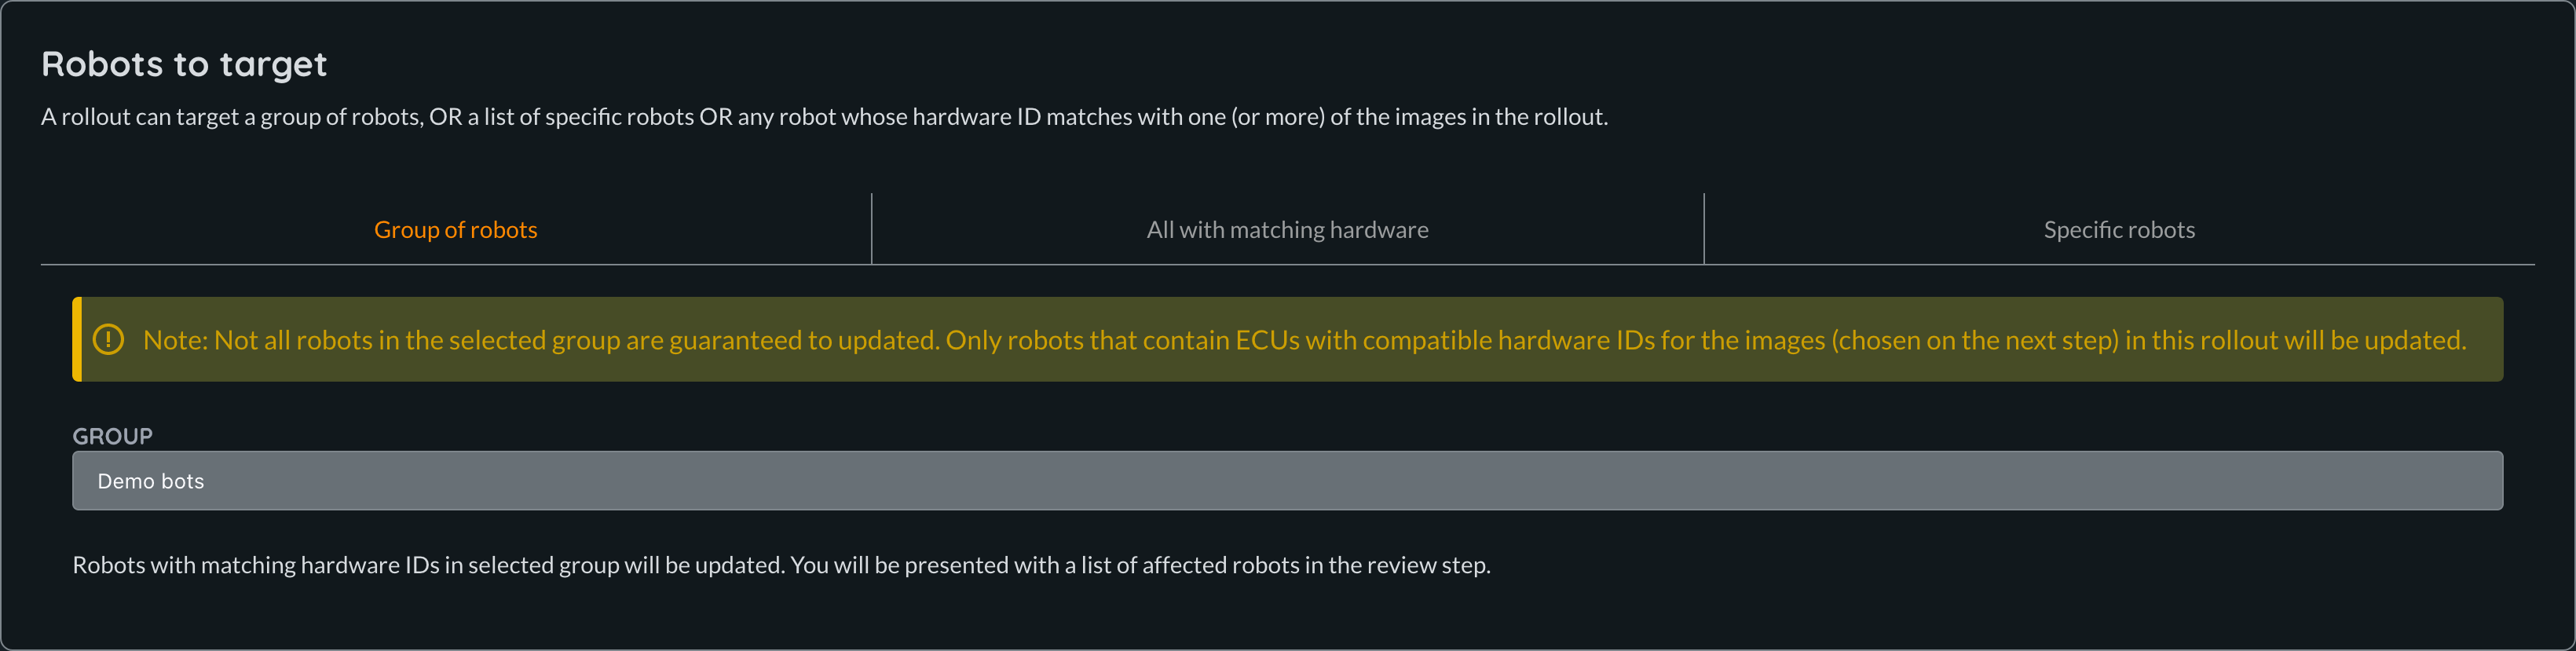 Robots to target
A rollout can target a group of robots, OR a list of specific robots OR any robot whose hardware ID matches with one (or more) of the images in the rollout.
Group of robots
All with matching hardware
Specific robots
Note: Not all robots in the selected group are guaranteed to updated. Only robots that contain ECUs with compatible hardware IDs for the images (chosen on the next step) in this rollout will be updated.
GROUP
Demo bots
Robots with matching hardware IDs in selected group will be updated. You will be presented with a list of affected robots in the review step.